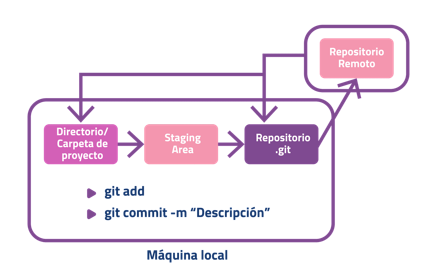 Repositorio
Remoto
Directorio/
Carpeta de
proyecto
Staging
Area
Repositorio
.git
git add
git commit -m “Descripción”
Máquina local